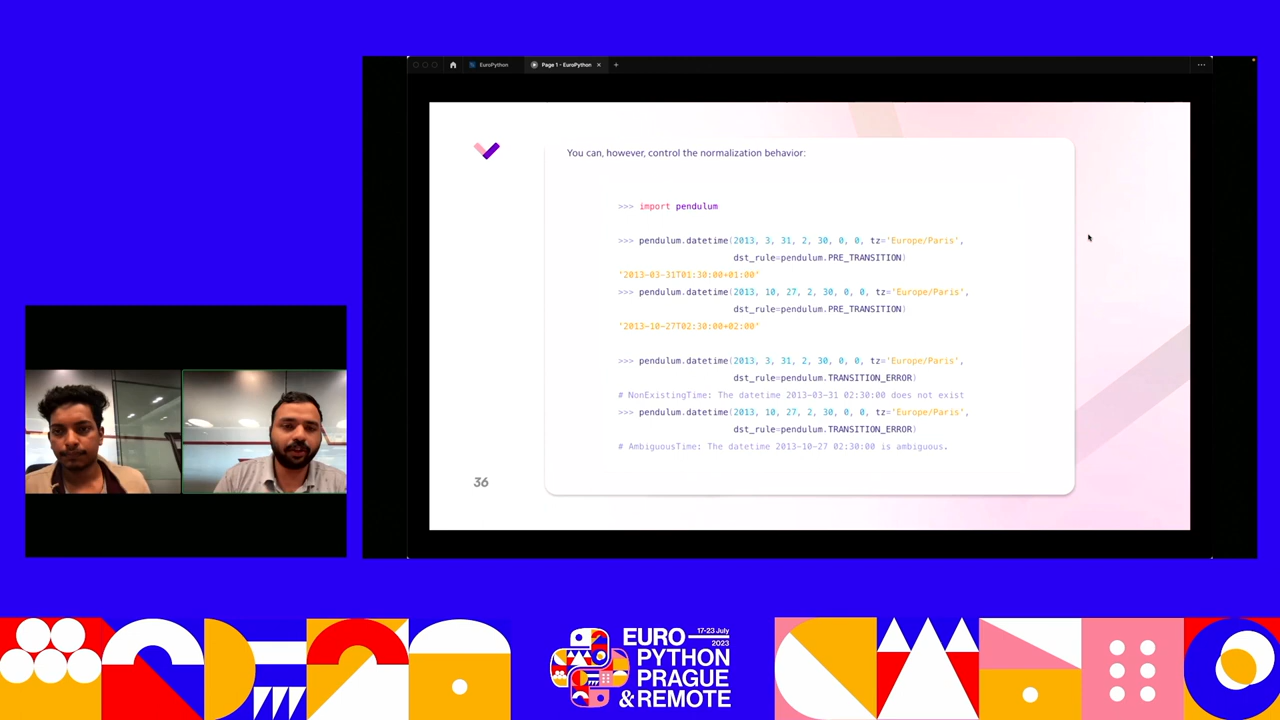 EuroPython
Page 1 - EuroPython
You can, however, control the normalization behavior:
>>> import pendulum
>>> pendulum.datetime(2013, 3, 31, 2, 30, 0, 0, tz='Europe/Paris',
dst_rule=pendulum.PRE_TRANSITION)
'2013-03-31T01:30:00+01:00'
>>> pendulum.datetime(2013, 10, 27, 2, 30, 0, 0, tz='Europe/Paris',
dst_rule=pendulum.PRE_TRANSITION)
'2013-10-27T02:30:00+02:00'
>>> pendulum.datetime(2013, 3, 31, 2, 30, 0, 0, tz='Europe/Paris',
dst_rule=pendulum.TRANSITION_ERROR)
# NonExistingTime: The datetime 2013-03-31 02:30:00 does not exist
>>> pendulum.datetime(2013, 10, 27, 2, 30, 0, 0, tz='Europe/Paris',
dst_rule=pendulum.TRANSITION_ERROR)
# AmbiguousTime: The datetime 2013-10-27 02:30:00 is ambiguous.
36
17-23 July
2023
EURO
PYTHON
PRAGUE
& REMOTE